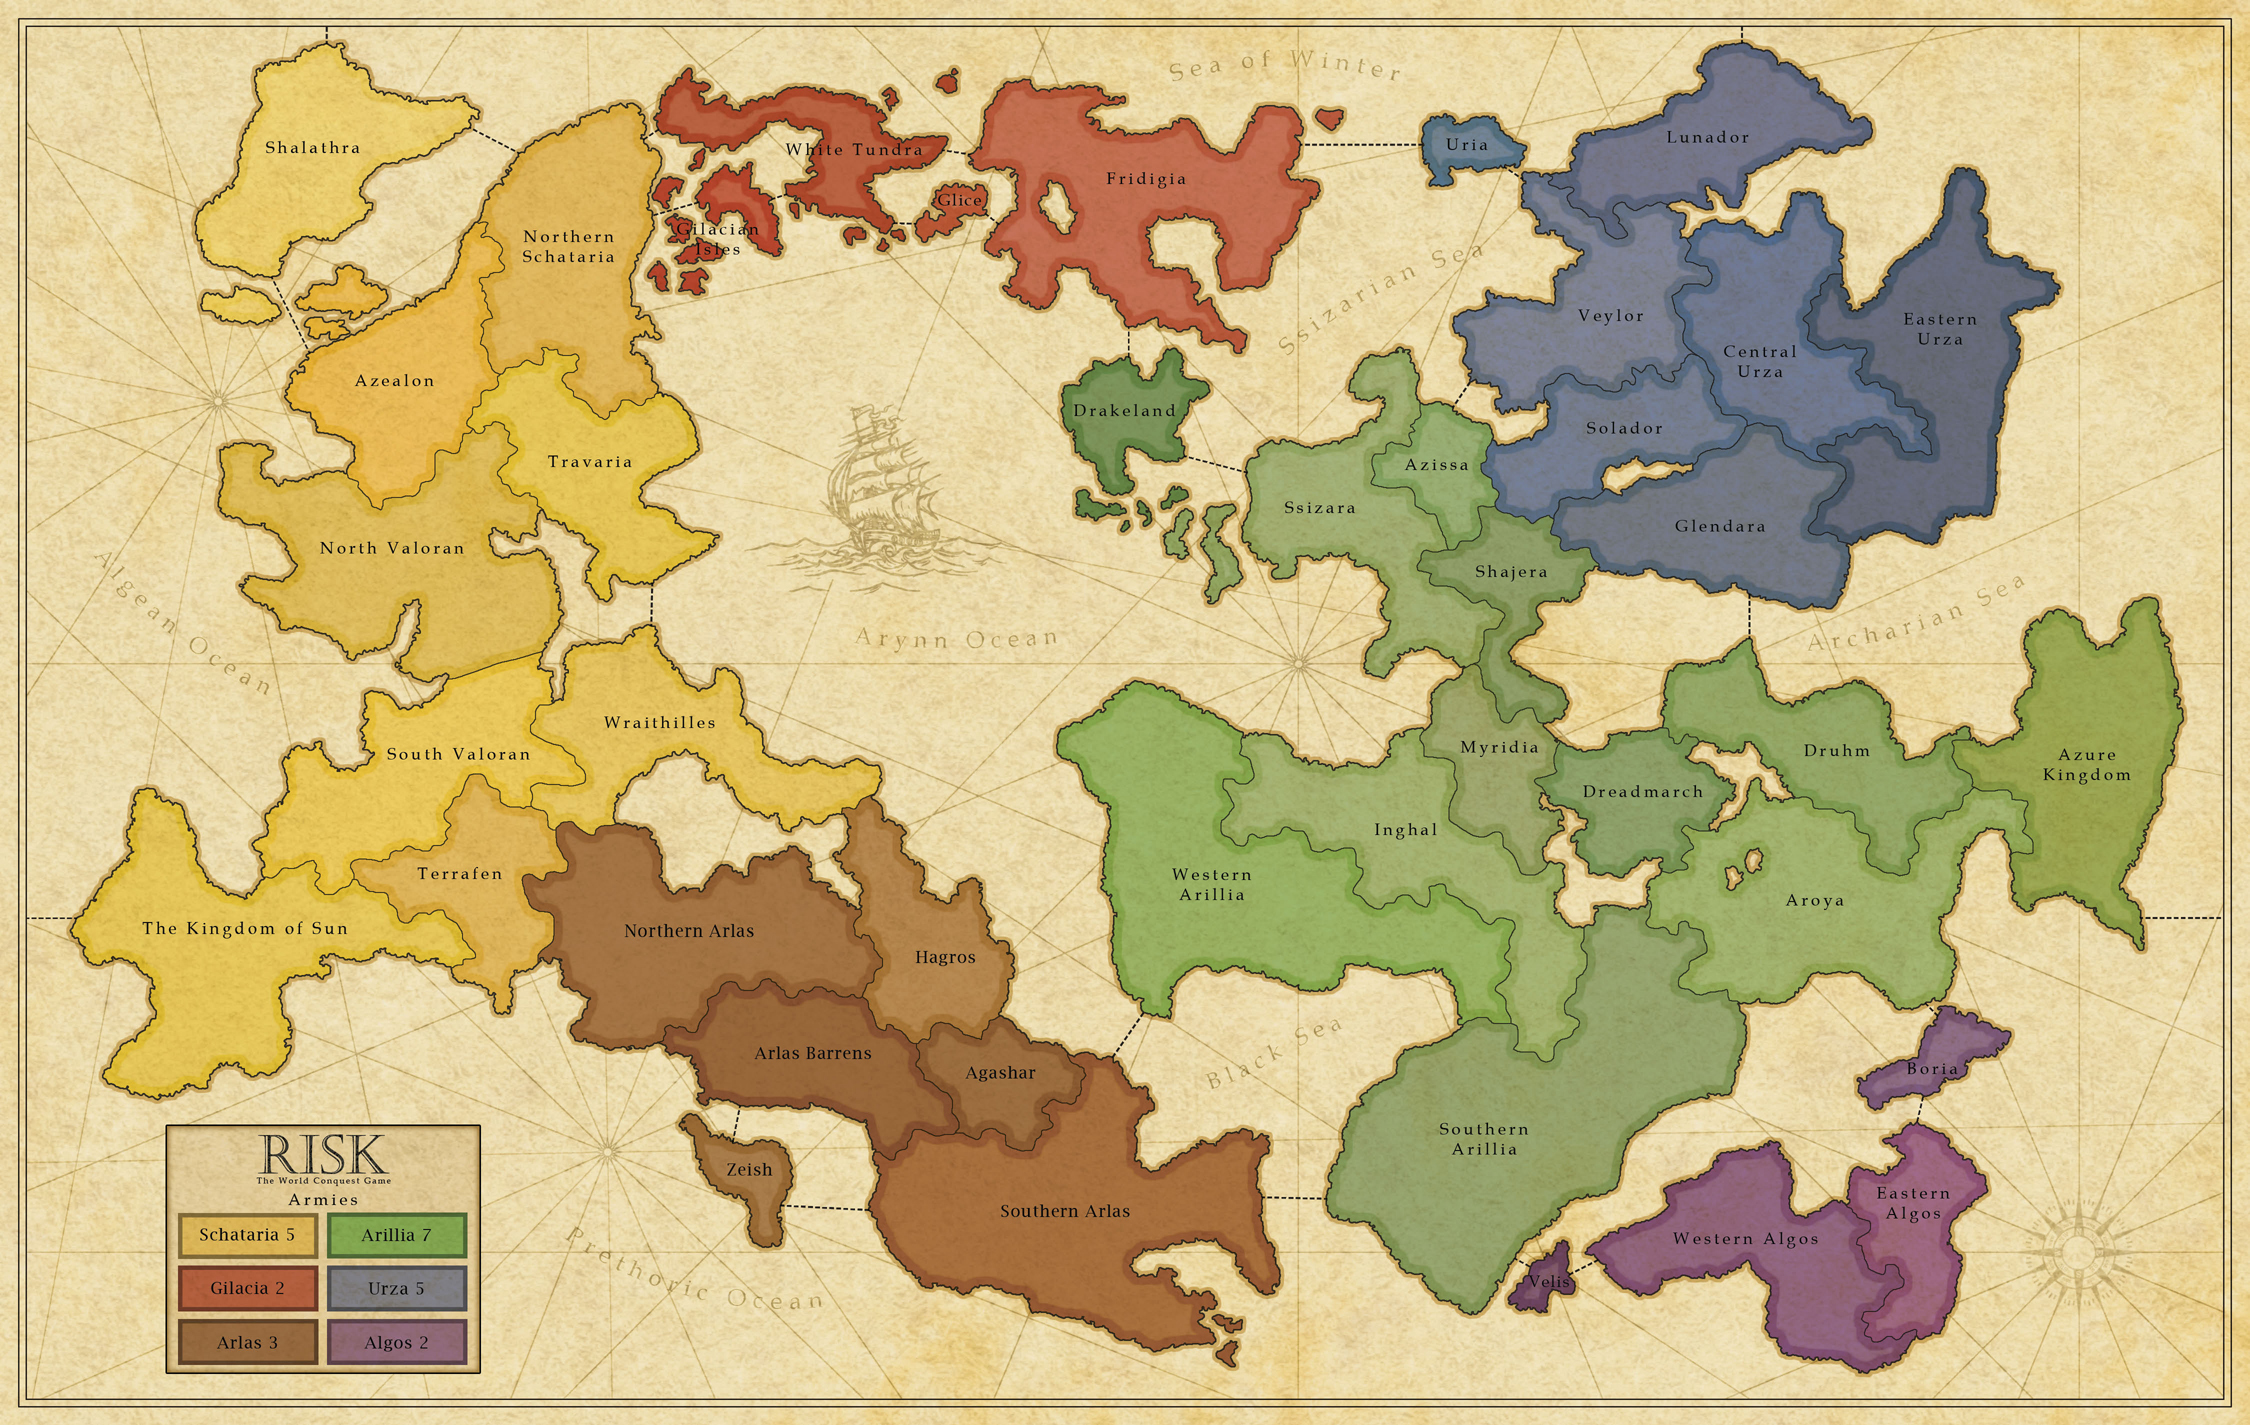 Sea of Winter
Shalathra
White Tundra
Uria
Lunador
Fridigia
Glice
Northern
Schataria
Gilacian
Isles
Ssizarian Sea
Veylor
Eastern
Urza
Central
Urza
Azealon
Drakeland
Solador
Travaria
Azissa
Ssizara
Glendara
North Valoran
Shajera
Algean Ocean
Arynn Ocean
Archarian Sea
Wraithilles
South Valoran
Myridia
Druhm
Azure
Kingdom
Dreadmarch
Inghal
Terrafen
Western
Arillia
Aroya
The Kingdom of Sun
Northern Arlas
Hagros
Arlas Barrens
Agashar
Black Sea
Boria
Southern
Arillia
Zeish
Southern Arlas
Eastern
Algos
Western Algos
Velis
Prethoric Ocean
RISK
The World Conquest Game
Armies
Schataria 5
Arillia 7
Gilacia 2
Urza 5
Arlas 3
Algos 2